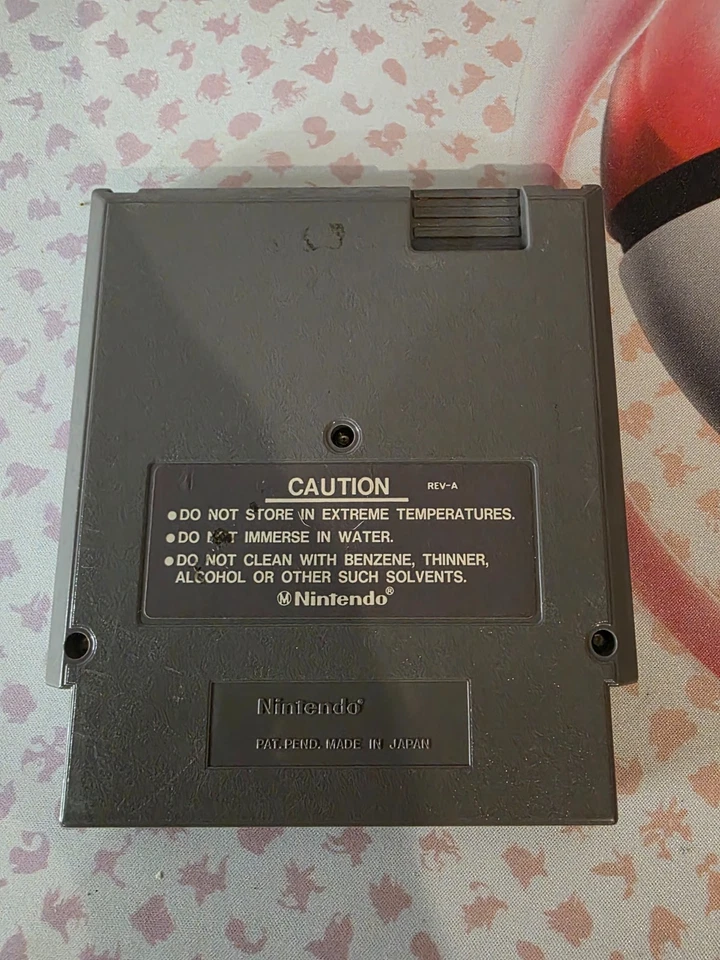 CAUTION REV-A
●DO NOT STORE IN EXTREME TEMPERATURES.
●DO NOT IMMERSE IN WATER.
●DO NOT CLEAN WITH BENZENE, THINNER,
ALCOHOL OR OTHER SUCH SOLVENTS.
Ⓜ Nintendo®
Nintendo®
PAT. PEND. MADE IN JAPAN